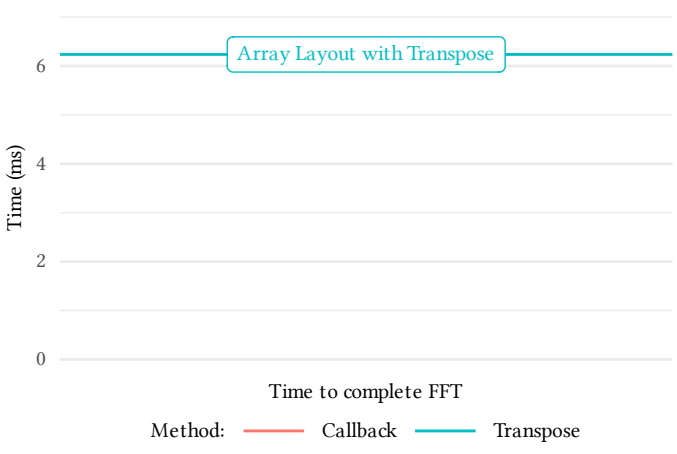 Array Layout with Transpose
6
4
2
0
Time (ms)
Time to complete FFT
Method: Callback Transpose